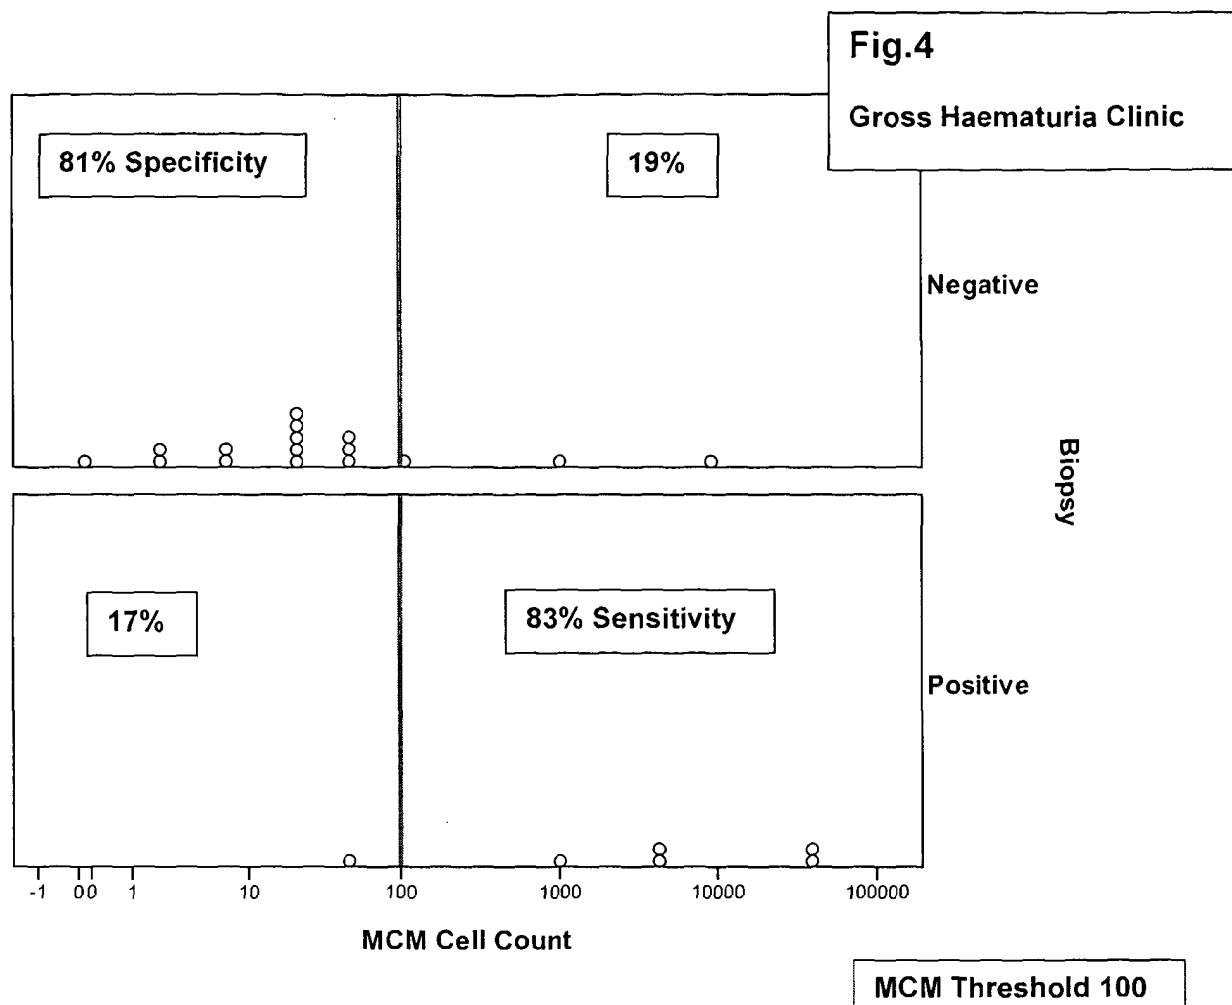 Fig.4
Gross Haematuria Clinic
81% Specificity
19%
Negative
Biopsy
17%
83% Sensitivity
Positive
-1 0 0 1 10 100 1000 10000 100000
MCM Cell Count
MCM Threshold 100